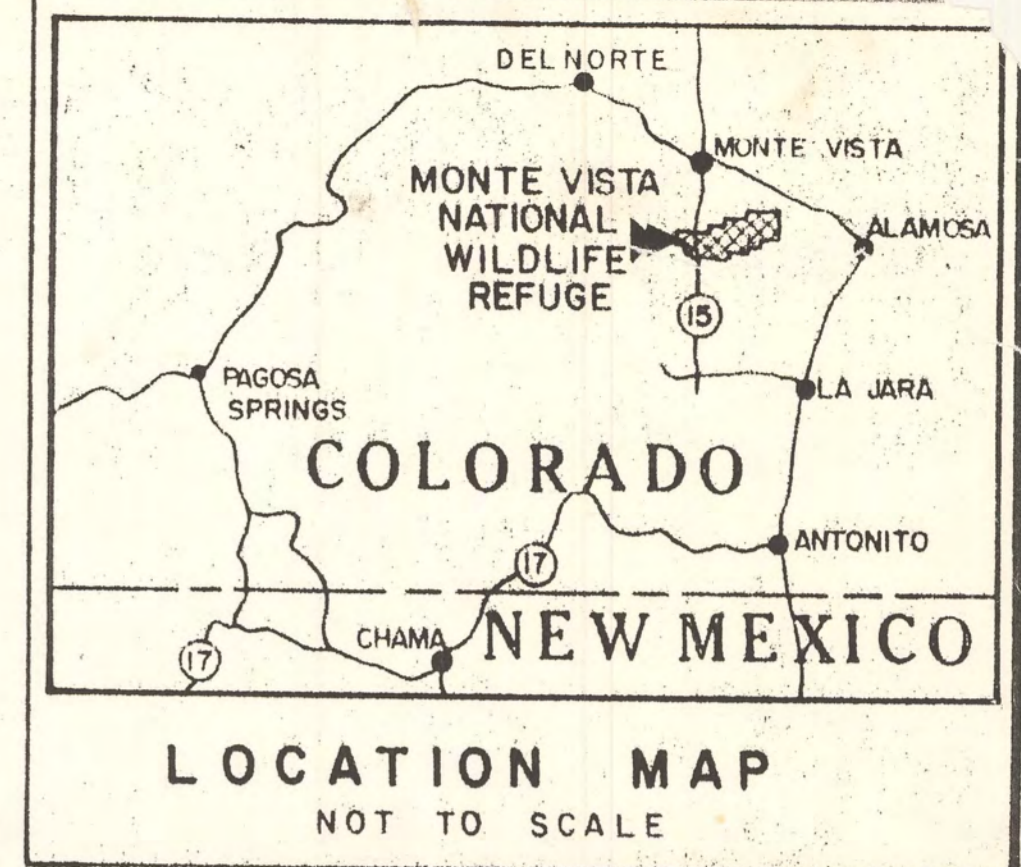 DEL NORTE
MONTE VISTA
MONTE VISTA
NATIONAL
WILDLIFE
REFUGE
ALAMOSA
15
PAGOSA
SPRINGS
LA JARA
COLORADO
ANTONITO
17
CHAMA
NEW MEXICO
17
LOCATION MAP
NOT TO SCALE